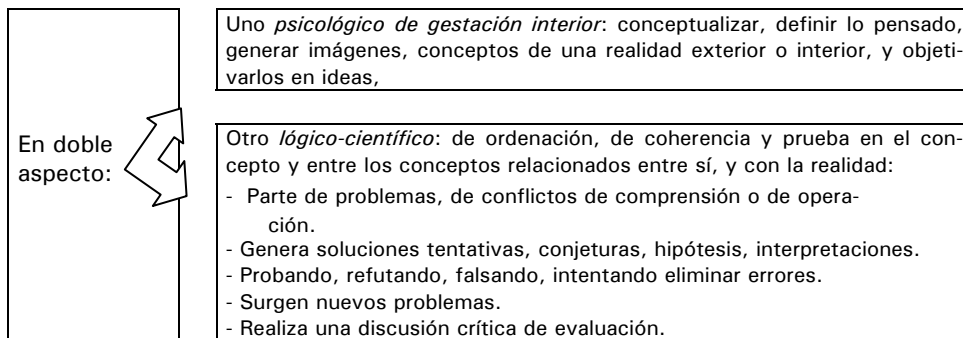 Uno psicológico de gestación interior: conceptualizar, definir lo pensado,
generar imágenes, conceptos de una realidad exterior o interior, y objeti-
varlos en ideas,
En doble
aspecto:
Otro lógico-científico: de ordenación, de coherencia y prueba en el con-
cepto y entre los conceptos relacionados entre sí, y con la realidad:
- Parte de problemas, de conflictos de comprensión o de opera-
ción.
- Genera soluciones tentativas, conjeturas, hipótesis, interpretaciones.
- Probando, refutando, falsando, intentando eliminar errores.
- Surgen nuevos problemas.
- Realiza una discusión crítica de evaluación.